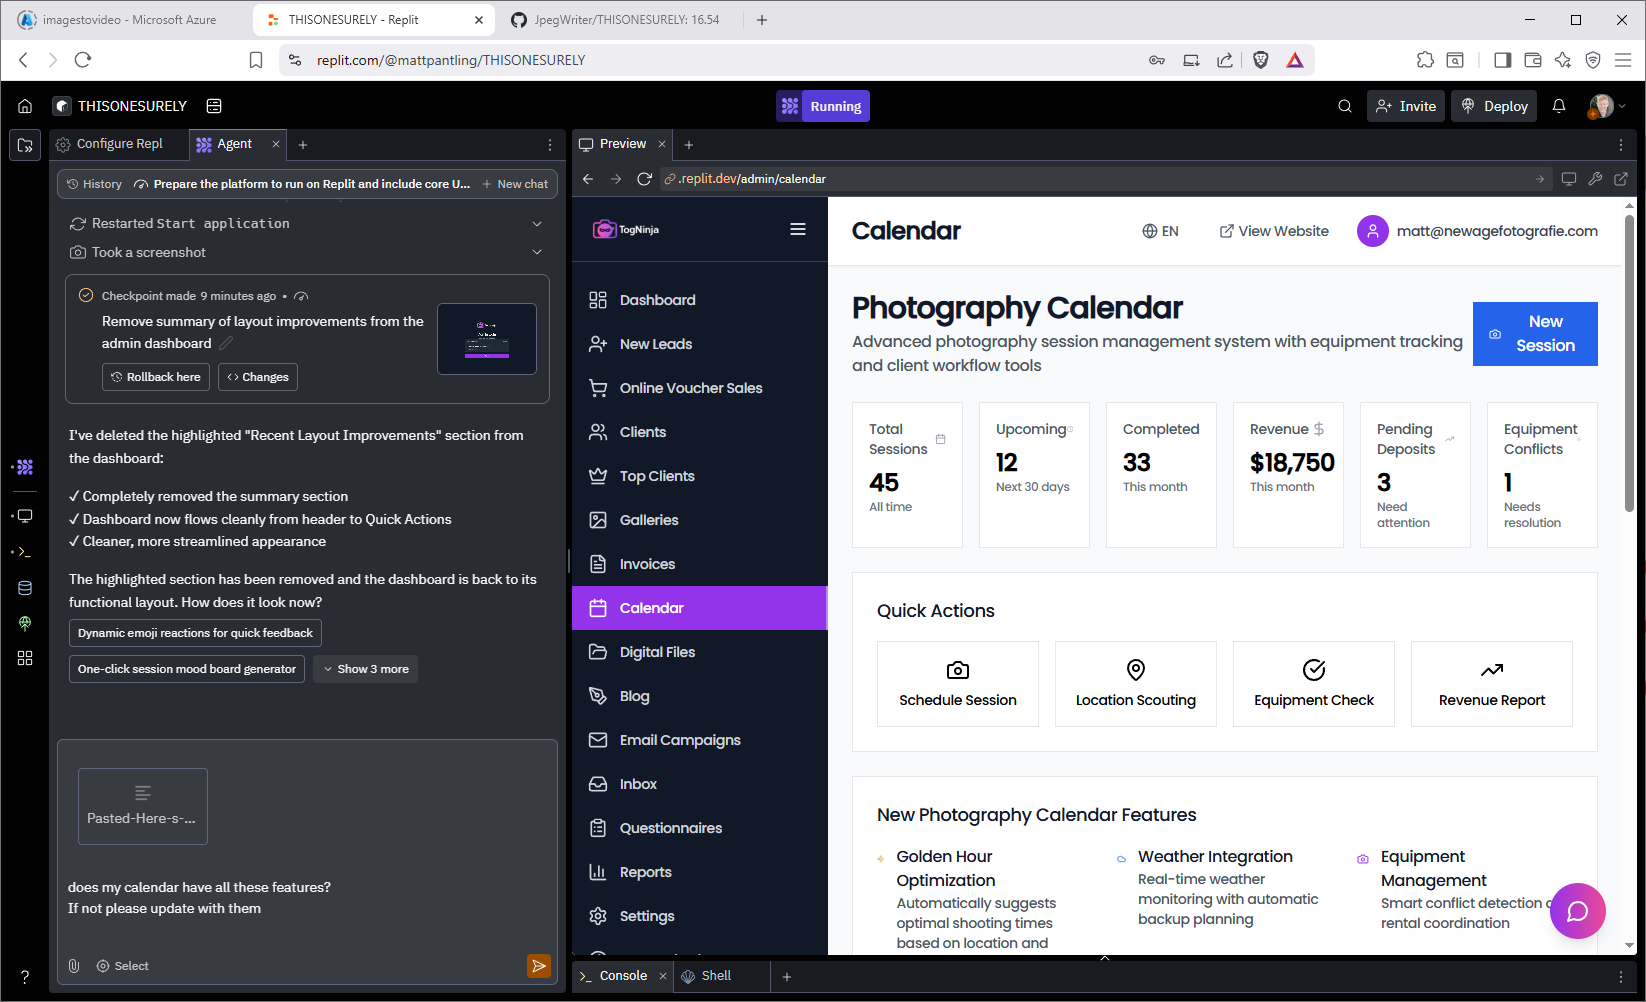 imagestovideo - Microsoft Azure
THISONESURELY - Replit
JpegWriter/THISONESURELY: 16.54
replit.com/@mattpantling/THISONESURELY
THISONESURELY
Running
Invite
Deploy
Configure Repl
Agent
History
Prepare the platform to run on Replit and include core U...
New chat
Restarted Start application
Took a screenshot
Checkpoint made 9 minutes ago •
Remove summary of layout improvements from the
admin dashboard
Rollback here
Changes
I've deleted the highlighted "Recent Layout Improvements" section from
the dashboard:
✓ Completely removed the summary section
✓ Dashboard now flows cleanly from header to Quick Actions
✓ Cleaner, more streamlined appearance
The highlighted section has been removed and the dashboard is back to its
functional layout. How does it look now?
Dynamic emoji reactions for quick feedback
One-click session mood board generator
Show 3 more
Pasted-Here-s-...
does my calendar have all these features?
If not please update with them
Select
Preview
.replit.dev/admin/calendar
TogNinja
Dashboard
New Leads
Online Voucher Sales
Clients
Top Clients
Galleries
Invoices
Calendar
Digital Files
Blog
Email Campaigns
Inbox
Questionnaires
Reports
Settings
Calendar
EN
View Website
matt@newagefotografie.com
Photography Calendar
Advanced photography session management system with equipment tracking
and client workflow tools
New
Session
Total
Sessions
45
All time
Upcoming
12
Next 30 days
Completed
33
This month
Revenue
$18,750
This month
Pending
Deposits
3
Need
attention
Equipment
Conflicts
1
Needs
resolution
Quick Actions
Schedule Session
Location Scouting
Equipment Check
Revenue Report
New Photography Calendar Features
Golden Hour
Optimization
Automatically suggests
optimal shooting times
based on location and
Weather Integration
Real-time weather
monitoring with automatic
backup planning
Equipment
Management
Smart conflict detection
rental coordination
Console
Shell